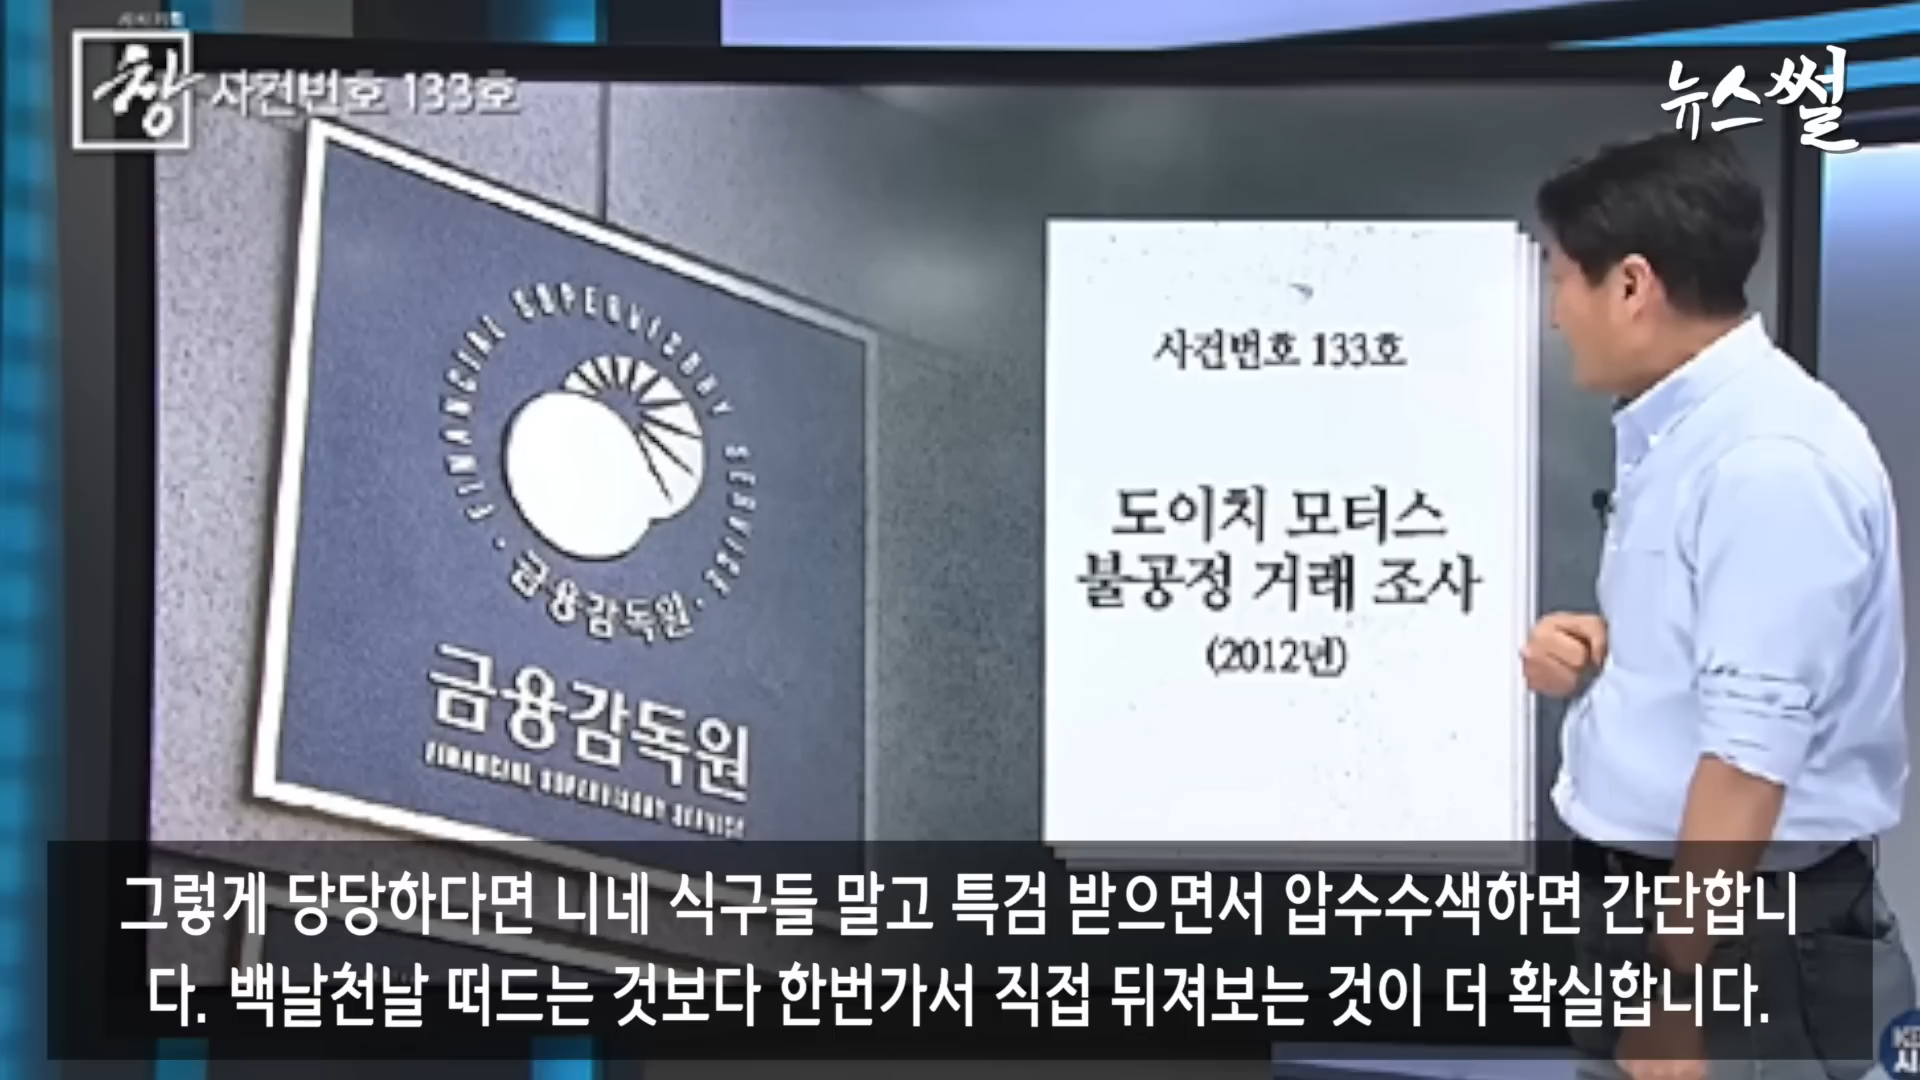 창 사건번호 133호
뉴스썰
FINANCIAL SUPERVISORY SERVICE
금융감독원
금융감독원
FINANCIAL SUPERVISORY SERVICE
사건번호 133호
도이치 모터스
불공정 거래 조사
(2012년)
그렇게 당당하다면 니네 식구들 말고 특검 받으면서 압수수색하면 간단합니
다. 백날천날 떠드는 것보다 한번가서 직접 뒤져보는 것이 더 확실합니다.